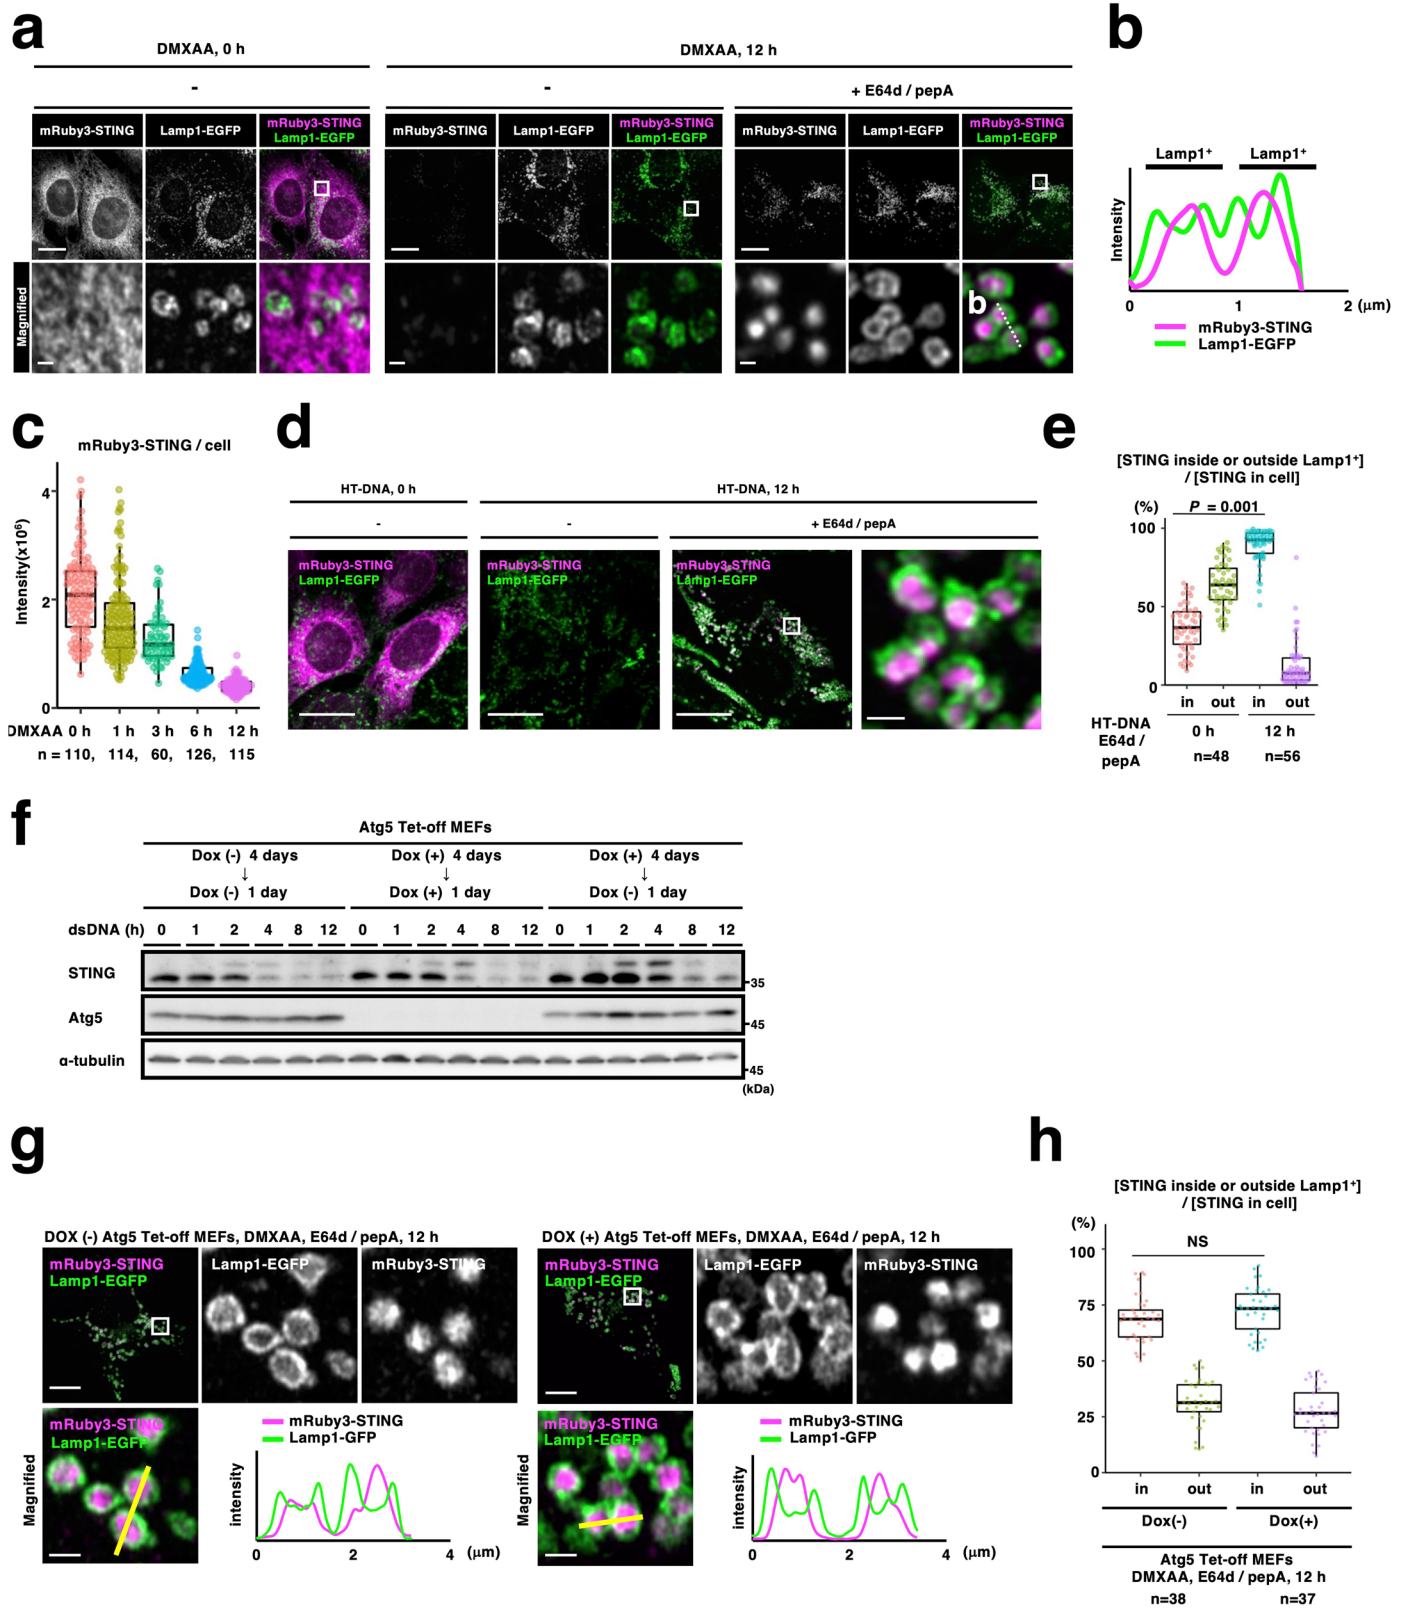 a
DMXAA, 0 h
DMXAA, 12 h
-
-
+ E64d / pepA
mRuby3-STING
Lamp1-EGFP
mRuby3-STING
Lamp1-EGFP
mRuby3-STING
Lamp1-EGFP
mRuby3-STING
Lamp1-EGFP
mRuby3-STING
Lamp1-EGFP
mRuby3-STING
Lamp1-EGFP
Magnified
b
b
Lamp1+
Lamp1+
Intensity
0
1
2 (μm)
mRuby3-STING
Lamp1-EGFP
c
mRuby3-STING / cell
Intensity(x10⁶)
4
2
0
DMXAA 0 h 1 h 3 h 6 h 12 h
n = 110, 114, 60, 126, 115
d
HT-DNA, 0 h
HT-DNA, 12 h
-
-
+ E64d / pepA
mRuby3-STING
Lamp1-EGFP
mRuby3-STING
Lamp1-EGFP
mRuby3-STING
Lamp1-EGFP
e
[STING inside or outside Lamp1⁺]
/ [STING in cell]
(%)
P = 0.001
100
50
0
in out in out
HT-DNA
E64d /
pepA
0 h
12 h
n=48
n=56
f
Atg5 Tet-off MEFs
Dox (-) 4 days
↓
Dox (-) 1 day
Dox (+) 4 days
↓
Dox (+) 1 day
Dox (+) 4 days
↓
Dox (-) 1 day
dsDNA (h) 0 1 2 4 8 12 0 1 2 4 8 12 0 1 2 4 8 12
STING
35
Atg5
45
α-tubulin
45
(kDa)
g
DOX (-) Atg5 Tet-off MEFs, DMXAA, E64d / pepA, 12 h
mRuby3-STING
Lamp1-EGFP
Lamp1-EGFP
mRuby3-STING
Magnified
mRuby3-STING
Lamp1-EGFP
mRuby3-STING
Lamp1-GFP
intensity
0 2 4 (μm)
DOX (+) Atg5 Tet-off MEFs, DMXAA, E64d / pepA, 12 h
mRuby3-STING
Lamp1-EGFP
Lamp1-EGFP
mRuby3-STING
Magnified
mRuby3-STING
Lamp1-EGFP
mRuby3-STING
Lamp1-GFP
intensity
0 2 4 (μm)
h
[STING inside or outside Lamp1⁺]
/ [STING in cell]
(%)
NS
100
75
50
25
0
in out in out
Dox(-)
Dox(+)
Atg5 Tet-off MEFs
DMXAA, E64d / pepA, 12 h
n=38
n=37